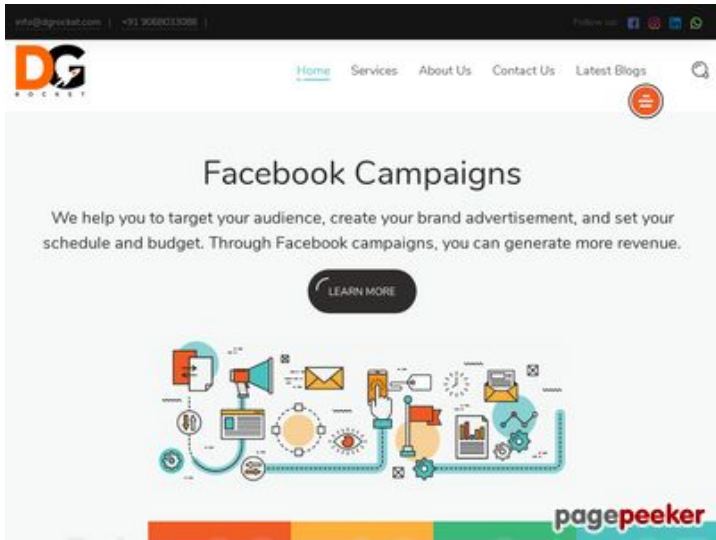 info@dgrocket.com | +91 9068033088 |
Follow us:
DG
ROCKET
Home Services About Us Contact Us Latest Blogs
Facebook Campaigns
We help you to target your audience, create your brand advertisement, and set your
schedule and budget. Through Facebook campaigns, you can generate more revenue.
LEARN MORE
pagepeeker